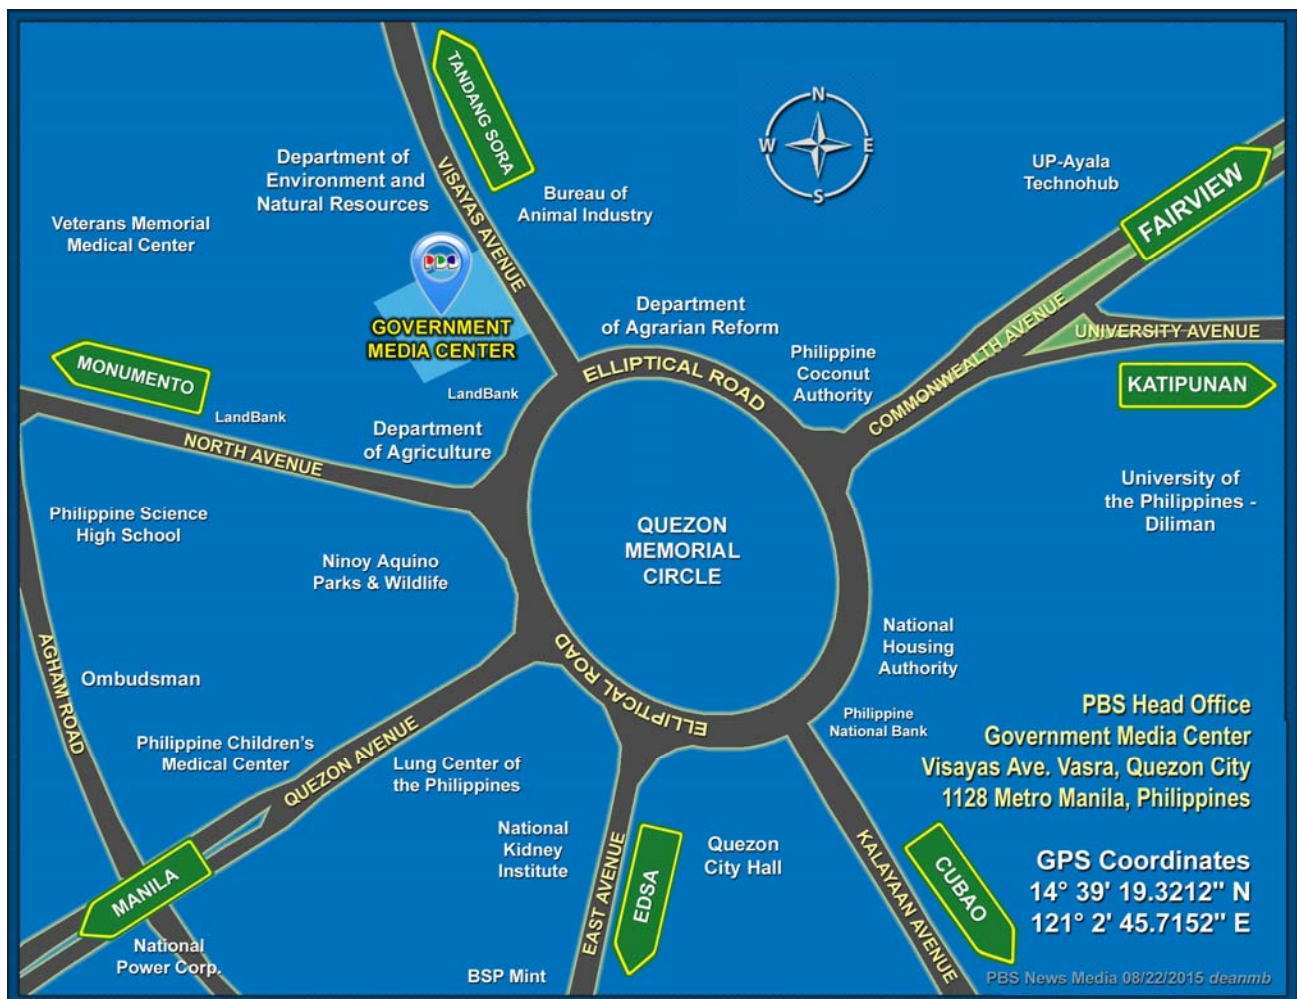 TANDANG SORA
N
W
E
S
Department of
Environment and
Natural Resources
VISAYAS AVENUE
Bureau of
Animal Industry
UP-Ayala
Technohub
FAIRVIEW
Veterans Memorial
Medical Center
PBS
GOVERNMENT
MEDIA CENTER
Department
of Agrarian Reform
Philippine
Coconut
Authority
COMMONWEALTH AVENUE
UNIVERSITY AVENUE
KATIPUNAN
MONUMENTO
LandBank
NORTH AVENUE
LandBank
Department
of Agriculture
ELLIPTICAL ROAD
University of
the Philippines -
Diliman
Philippine Science
High School
Ninoy Aquino
Parks & Wildlife
QUEZON
MEMORIAL
CIRCLE
ELLIPTICAL ROAD
National
Housing
Authority
AGHAM ROAD
Ombudsman
Philippine Children's
Medical Center
QUEZON AVENUE
Lung Center of
the Philippines
Philippine
National Bank
PBS Head Office
Government Media Center
Visayas Ave. Vasra, Quezon City
1128 Metro Manila, Philippines
National
Kidney
Institute
EAST AVENUE
EDSA
Quezon
City Hall
KALAYAAN AVENUE
CUBAO
GPS Coordinates
14° 39' 19.3212" N
121° 2' 45.7152" E
MANILA
National
Power Corp.
BSP Mint
PBS News Media 08/22/2015 deanmb